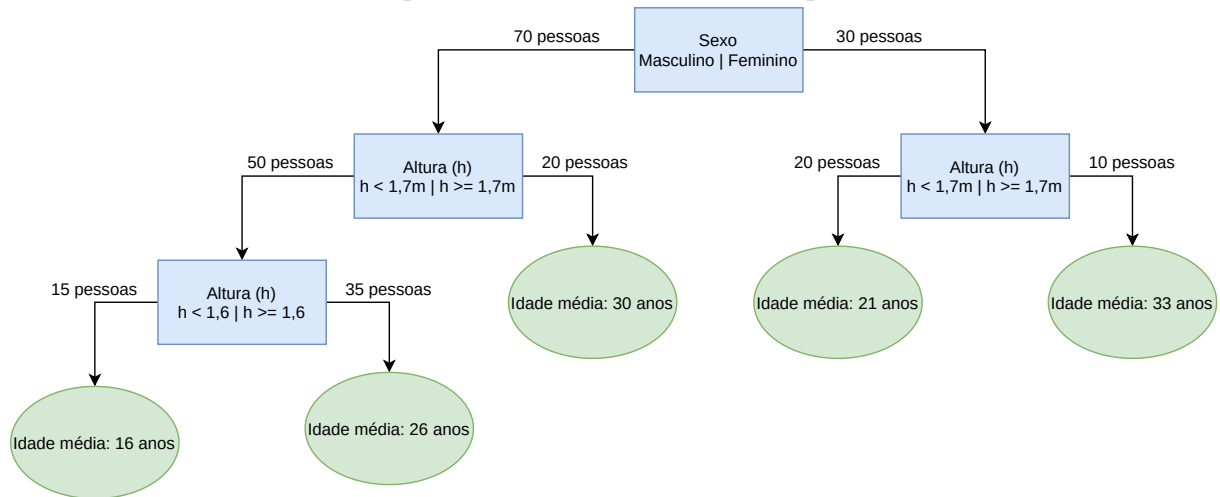 70 pessoas
Sexo
Masculino | Feminino
30 pessoas
50 pessoas
Altura (h)
h < 1,7m | h >= 1,7m
20 pessoas
20 pessoas
Altura (h)
h < 1,7m | h >= 1,7m
10 pessoas
15 pessoas
Altura (h)
h < 1,6 | h >= 1,6
35 pessoas
Idade média: 30 anos
Idade média: 21 anos
Idade média: 33 anos
Idade média: 16 anos
Idade média: 26 anos